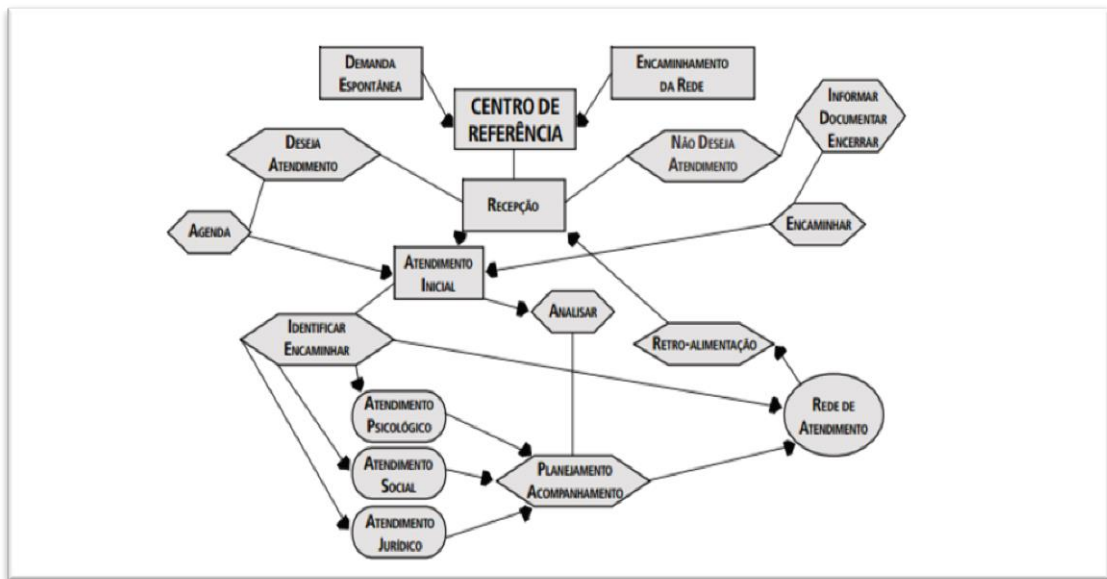 DEMANDA
ESPONTÂNEA
ENCAMINHAMENTO
DA REDE
CENTRO DE
REFERÊNCIA
INFORMAR
DOCUMENTAR
ENCERRAR
DESEJA
ATENDIMENTO
NÃO DESEJA
ATENDIMENTO
RECEPÇÃO
AGENDA
ENCAMINHAR
ATENDIMENTO
INICIAL
ANALISAR
IDENTIFICAR
ENCAMINHAR
RETRO-ALIMENTAÇÃO
ATENDIMENTO
PSICOLÓGICO
REDE DE
ATENDIMENTO
ATENDIMENTO
SOCIAL
PLANEJAMENTO
ACOMPANHAMENTO
ATENDIMENTO
JURÍDICO